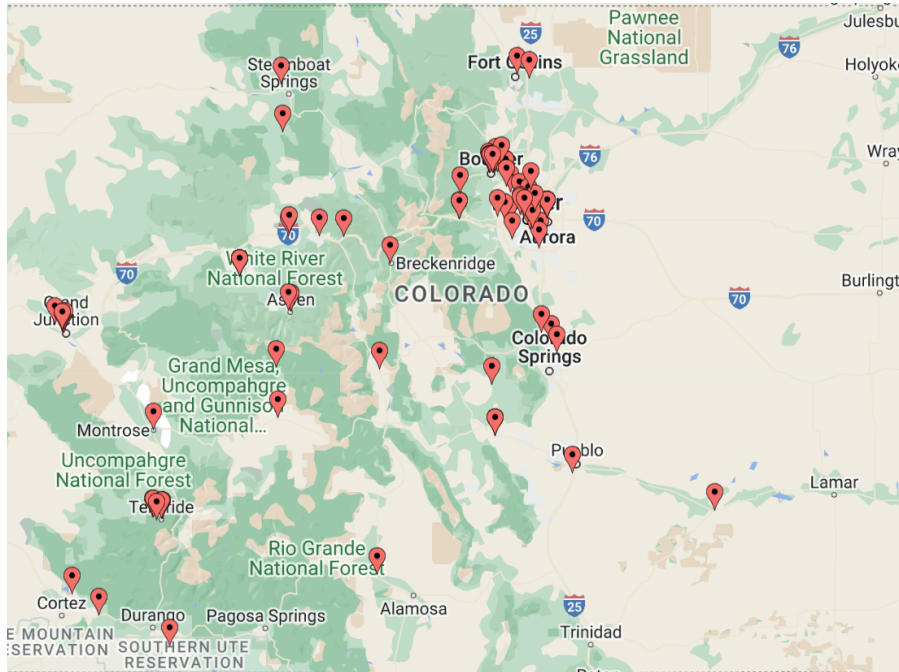 Pawnee
National
Grassland
Julesbu
25
76
Steamboat
Springs
Fort Collins
Holyoke
76
Wray
Boulder
70
70
Aurora
White River
National Forest
Breckenridge
70
Aspen
COLORADO
70
Burlingt
Grand
Junction
Colorado
Springs
Grand Mesa,
Uncompahgre
and Gunnison
National...
Montrose
Pueblo
Uncompahgre
National Forest
Telluride
Lamar
Rio Grande
National Forest
Cortez
Durango
Pagosa Springs
Alamosa
25
E MOUNTAIN
ESERVATION
SOUTHERN UTE
RESERVATION
Trinidad